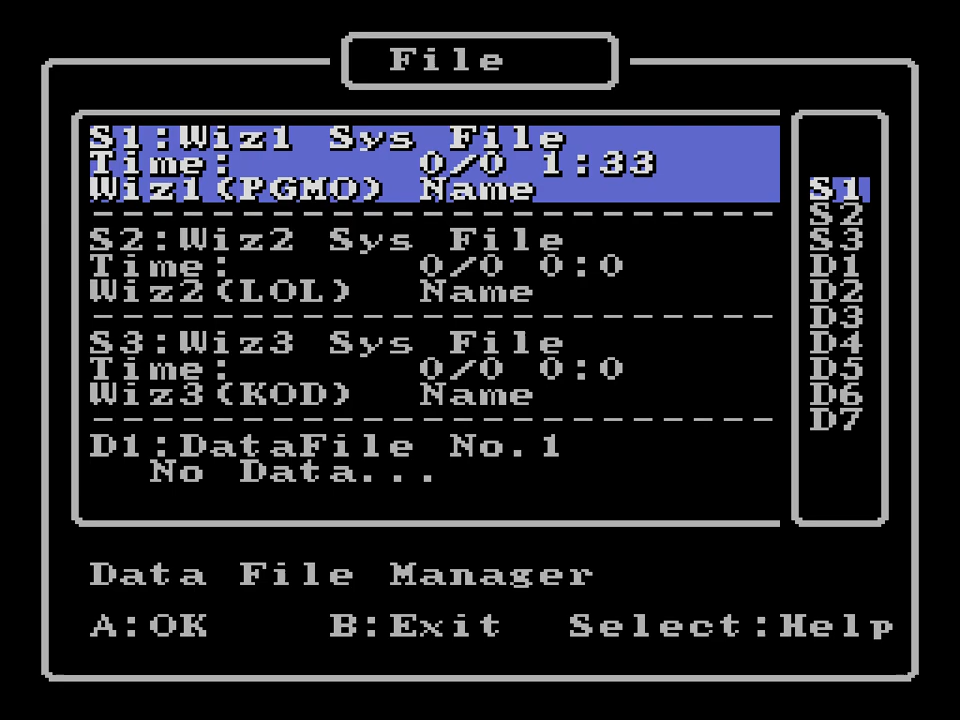 File
S1:Wiz1 Sys File
Time: 0/0 1:33
Wiz1(PGMO) Name
------------------------
S2:Wiz2 Sys File
Time: 0/0 0:0
Wiz2(LOL) Name
------------------------
S3:Wiz3 Sys File
Time: 0/0 0:0
Wiz3(KOD) Name
------------------------
D1:DataFile No.1
No Data...
S1
S2
S3
D1
D2
D3
D4
D5
D6
D7
Data File Manager
A:OK B:Exit Select:Help